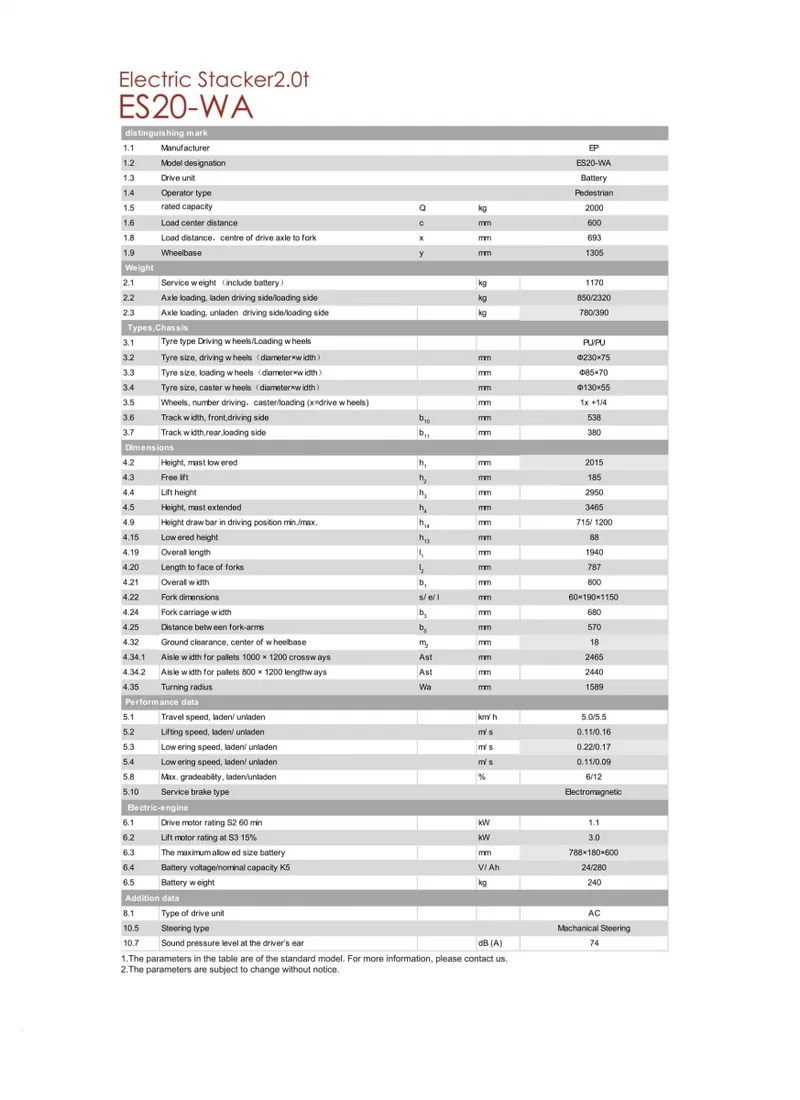 Electric Stacker2.0t
ES20-WA
distinguishing mark
1.1 Manufacturer EP
1.2 Model designation ES20-WA
1.3 Drive unit Battery
1.4 Operator type Pedestrian
1.5 rated capacity Q kg 2000
1.6 Load center distance c mm 600
1.8 Load distance，centre of drive axle to fork x mm 693
1.9 Wheelbase y mm 1305
Weight
2.1 Service weight （include battery） kg 1170
2.2 Axle loading, laden driving side/loading side kg 850/2320
2.3 Axle loading, unladen driving side/loading side kg 780/390
Types,Chassis
3.1 Tyre type Driving wheels/Loading wheels PU/PU
3.2 Tyre size, driving wheels（diameter×width） mm Φ230×75
3.3 Tyre size, loading wheels（diameter×width） mm Φ85×70
3.4 Tyre size, caster wheels（diameter×width） mm Φ130×55
3.5 Wheels, number driving，caster/loading (x=drive wheels) mm 1x +1/4
3.6 Track width, front,driving side b10 mm 538
3.7 Track width,rear,loading side b11 mm 380
Dimensions
4.2 Height, mast lowered h1 mm 2015
4.3 Free lift h2 mm 185
4.4 Lift height h3 mm 2950
4.5 Height, mast extended h4 mm 3465
4.9 Height drawbar in driving position min./max. h14 mm 715/ 1200
4.15 Lowered height h13 mm 88
4.19 Overall length l1 mm 1940
4.20 Length to face of forks l2 mm 787
4.21 Overall width b1 mm 800
4.22 Fork dimensions s/ e/ l mm 60×190×1150
4.24 Fork carriage width b3 mm 680
4.25 Distance between fork-arms b5 mm 570
4.32 Ground clearance, center of wheelbase m2 mm 18
4.34.1 Aisle width for pallets 1000 × 1200 crossways Ast mm 2465
4.34.2 Aisle width for pallets 800 × 1200 lengthways Ast mm 2440
4.35 Turning radius Wa mm 1589
Performance data
5.1 Travel speed, laden/ unladen km/ h 5.0/5.5
5.2 Lifting speed, laden/ unladen m/ s 0.11/0.16
5.3 Lowering speed, laden/ unladen m/ s 0.22/0.17
5.4 Lowering speed, laden/ unladen m/ s 0.11/0.09
5.8 Max. gradeability, laden/unladen % 6/12
5.10 Service brake type Electromagnetic
Electric-engine
6.1 Drive motor rating S2 60 min kW 1.1
6.2 Lift motor rating at S3 15% kW 3.0
6.3 The maximum allowed size battery mm 788×180×600
6.4 Battery voltage/nominal capacity K5 V/ Ah 24/280
6.5 Battery weight kg 240
Addition data
8.1 Type of drive unit AC
10.5 Steering type Machanical Steering
10.7 Sound pressure level at the driver's ear dB (A) 74
1.The parameters in the table are of the standard model. For more information, please contact us.
2.The parameters are subject to change without notice.